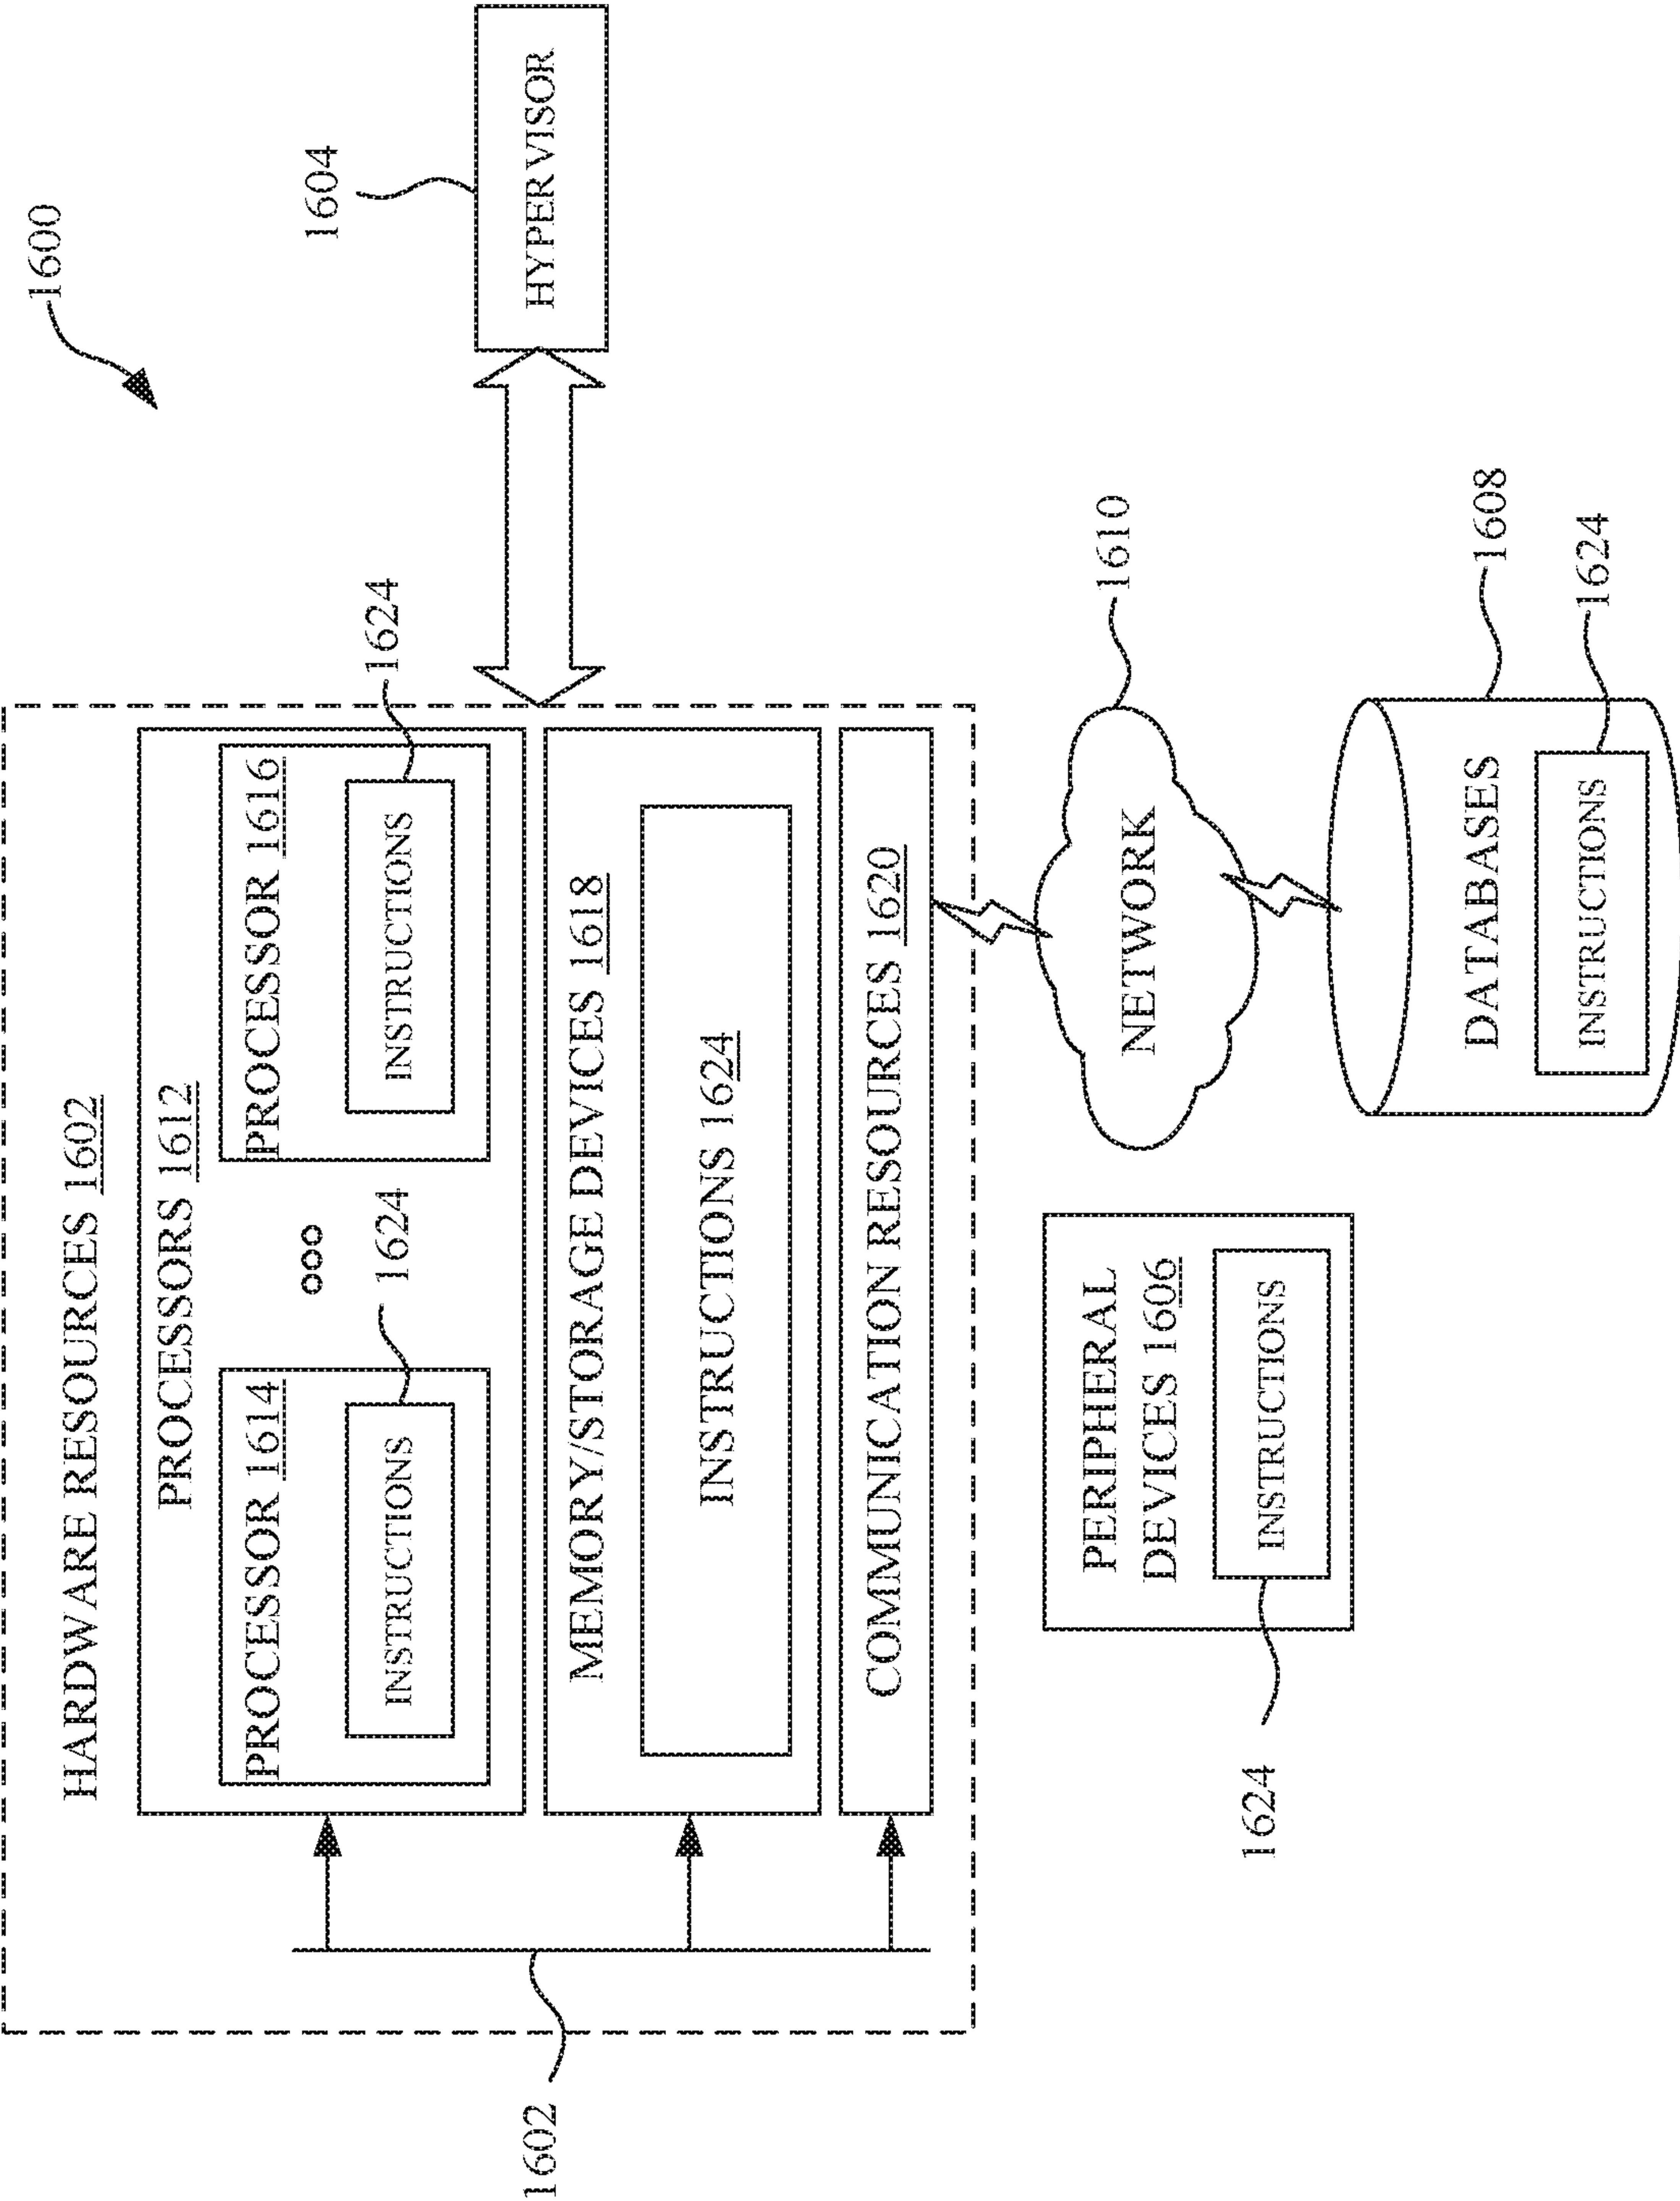 1600
HARDWARE RESOURCES 1602
PROCESSORS 1612
PROCESSOR 1614
PROCESSOR 1616
INSTRUCTIONS
INSTRUCTIONS
1624
1624
1604
HYPERVISOR
MEMORY/STORAGE DEVICES 1618
INSTRUCTIONS 1624
COMMUNICATION RESOURCES 1620
1602
PERIPHERAL
DEVICES 1606
INSTRUCTIONS
1624
NETWORK
1610
DATABASES
1608
INSTRUCTIONS
1624